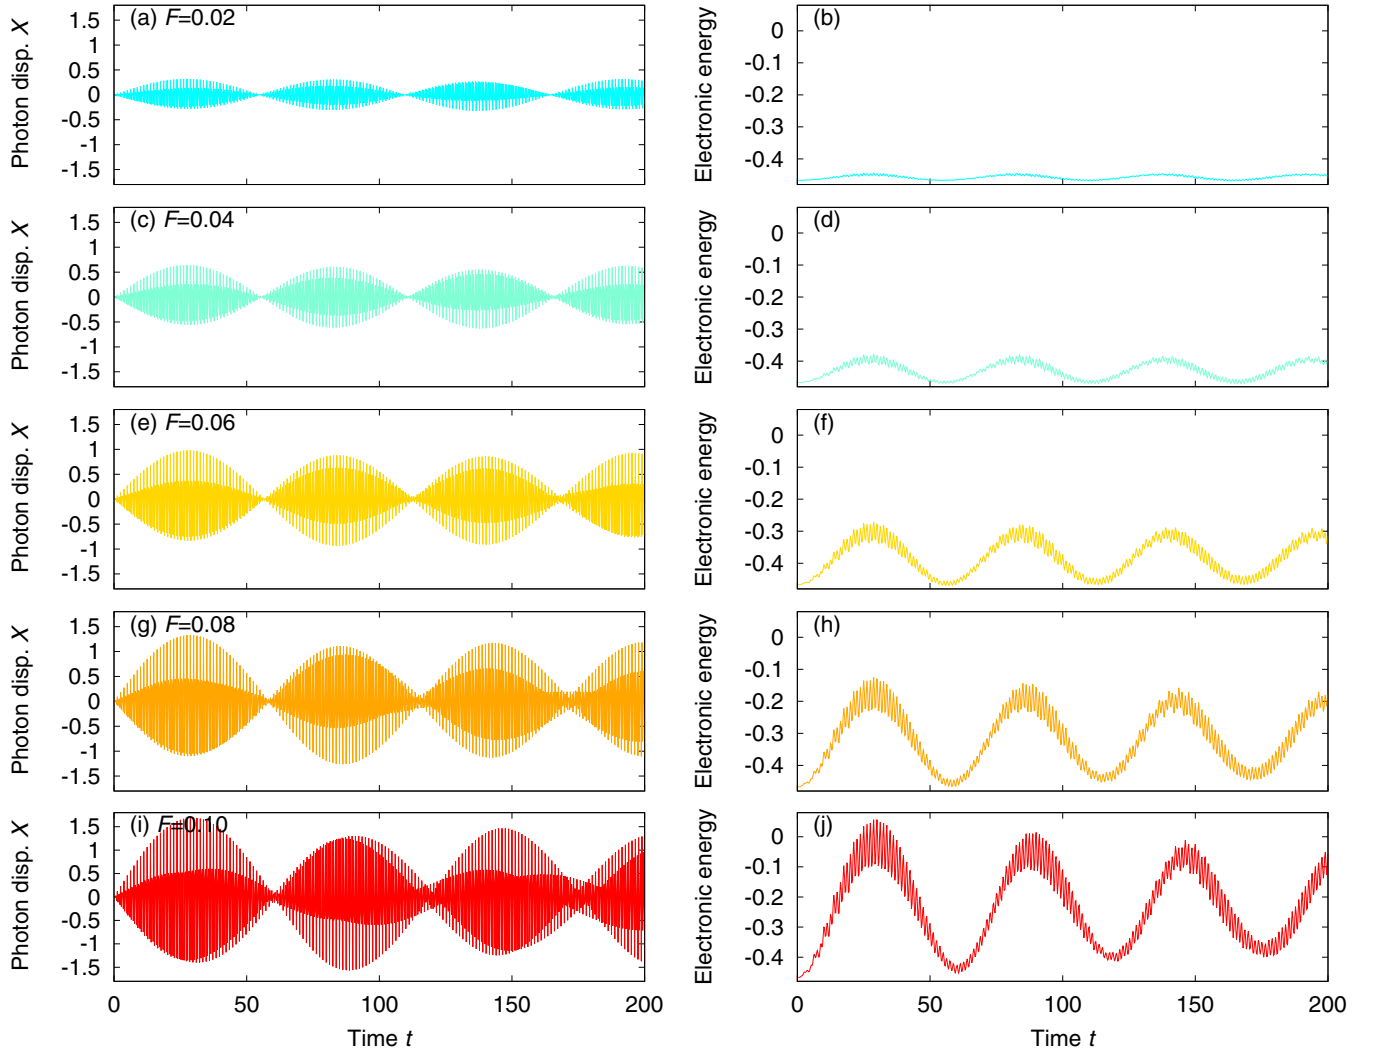 (a) F=0.02
Photon disp. X
1.5
1
0.5
0
-0.5
-1
-1.5
(b)
Electronic energy
0
-0.1
-0.2
-0.3
-0.4
(c) F=0.04
Photon disp. X
1.5
1
0.5
0
-0.5
-1
-1.5
(d)
Electronic energy
0
-0.1
-0.2
-0.3
-0.4
(e) F=0.06
Photon disp. X
1.5
1
0.5
0
-0.5
-1
-1.5
(f)
Electronic energy
0
-0.1
-0.2
-0.3
-0.4
(g) F=0.08
Photon disp. X
1.5
1
0.5
0
-0.5
-1
-1.5
(h)
Electronic energy
0
-0.1
-0.2
-0.3
-0.4
(i) F=0.10
Photon disp. X
1.5
1
0.5
0
-0.5
-1
-1.5
0 50 100 150 200
Time t
(j)
Electronic energy
0
-0.1
-0.2
-0.3
-0.4
0 50 100 150 200
Time t